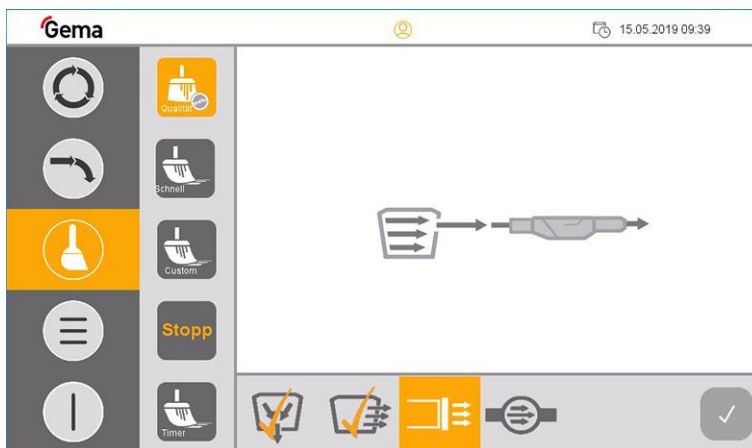 Gema
15.05.2019 09:39
Qualität
Schnell
Custom
Stopp
Timer